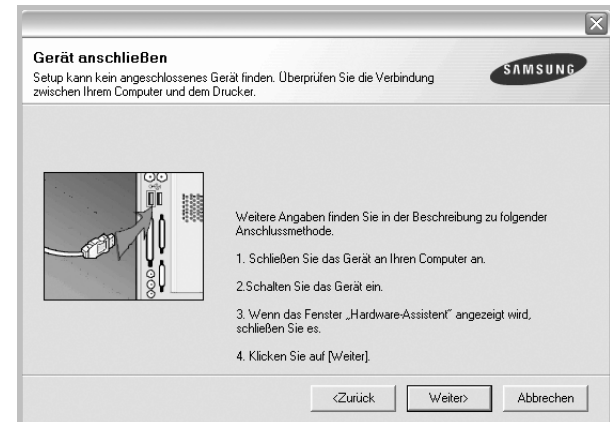 Gerät anschließen
Setup kann kein angeschlossenes Gerät finden. Überprüfen Sie die Verbindung
zwischen Ihrem Computer und dem Drucker.
SAMSUNG
Weitere Angaben finden Sie in der Beschreibung zu folgender
Anschlussmethode.
1. Schließen Sie das Gerät an Ihren Computer an.
2.Schalten Sie das Gerät ein.
3. Wenn das Fenster „Hardware-Assistent" angezeigt wird,
schließen Sie es.
4. Klicken Sie auf [Weiter].
<Zurück Weiter> Abbrechen